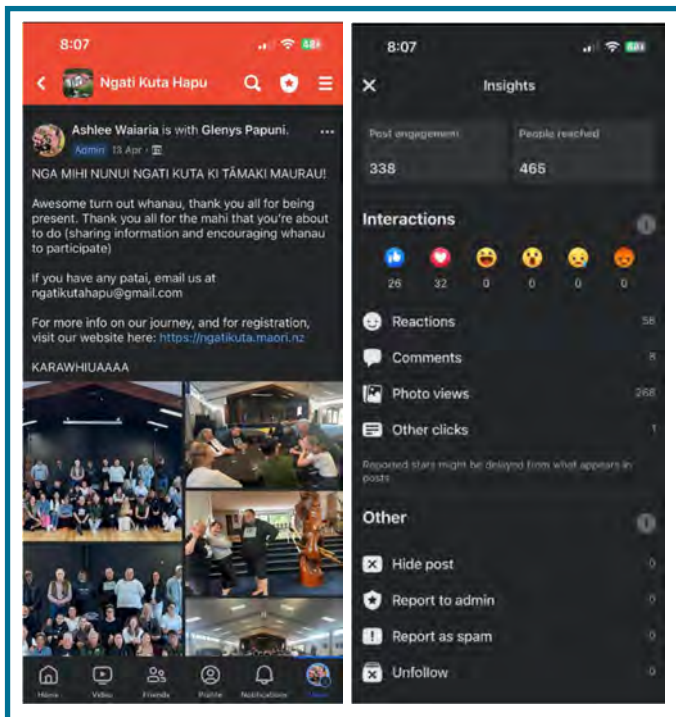 8:07
48
Ngati Kuta Hapu
Ashlee Waiaria is with Glenys Papuni.
Admin 13 Apr
NGA MIHI NUNUI NGATI KUTA KI TĀMAKI MAURAU!
Awesome turn out whanau, thank you all for being
present. Thank you all for the mahi that you're about
to do (sharing information and encouraging whanau
to participate)
If you have any patai, email us at
ngatikutahapu@gmail.com
For more info on our journey, and for registration,
visit our website here: https://ngatikuta.maori.nz
KARAWHIUAAAA
Home
Video
Friends
Profile
Notifications
8:07
Insights
Post engagement
338
People reached
465
Interactions
26 32 0 0 0 0
Reactions 58
Comments 8
Photo views 268
Other clicks 1
Reported stats might be delayed from what appears in
posts
Other
Hide post 0
Report to admin 0
Report as spam 0
Unfollow 0